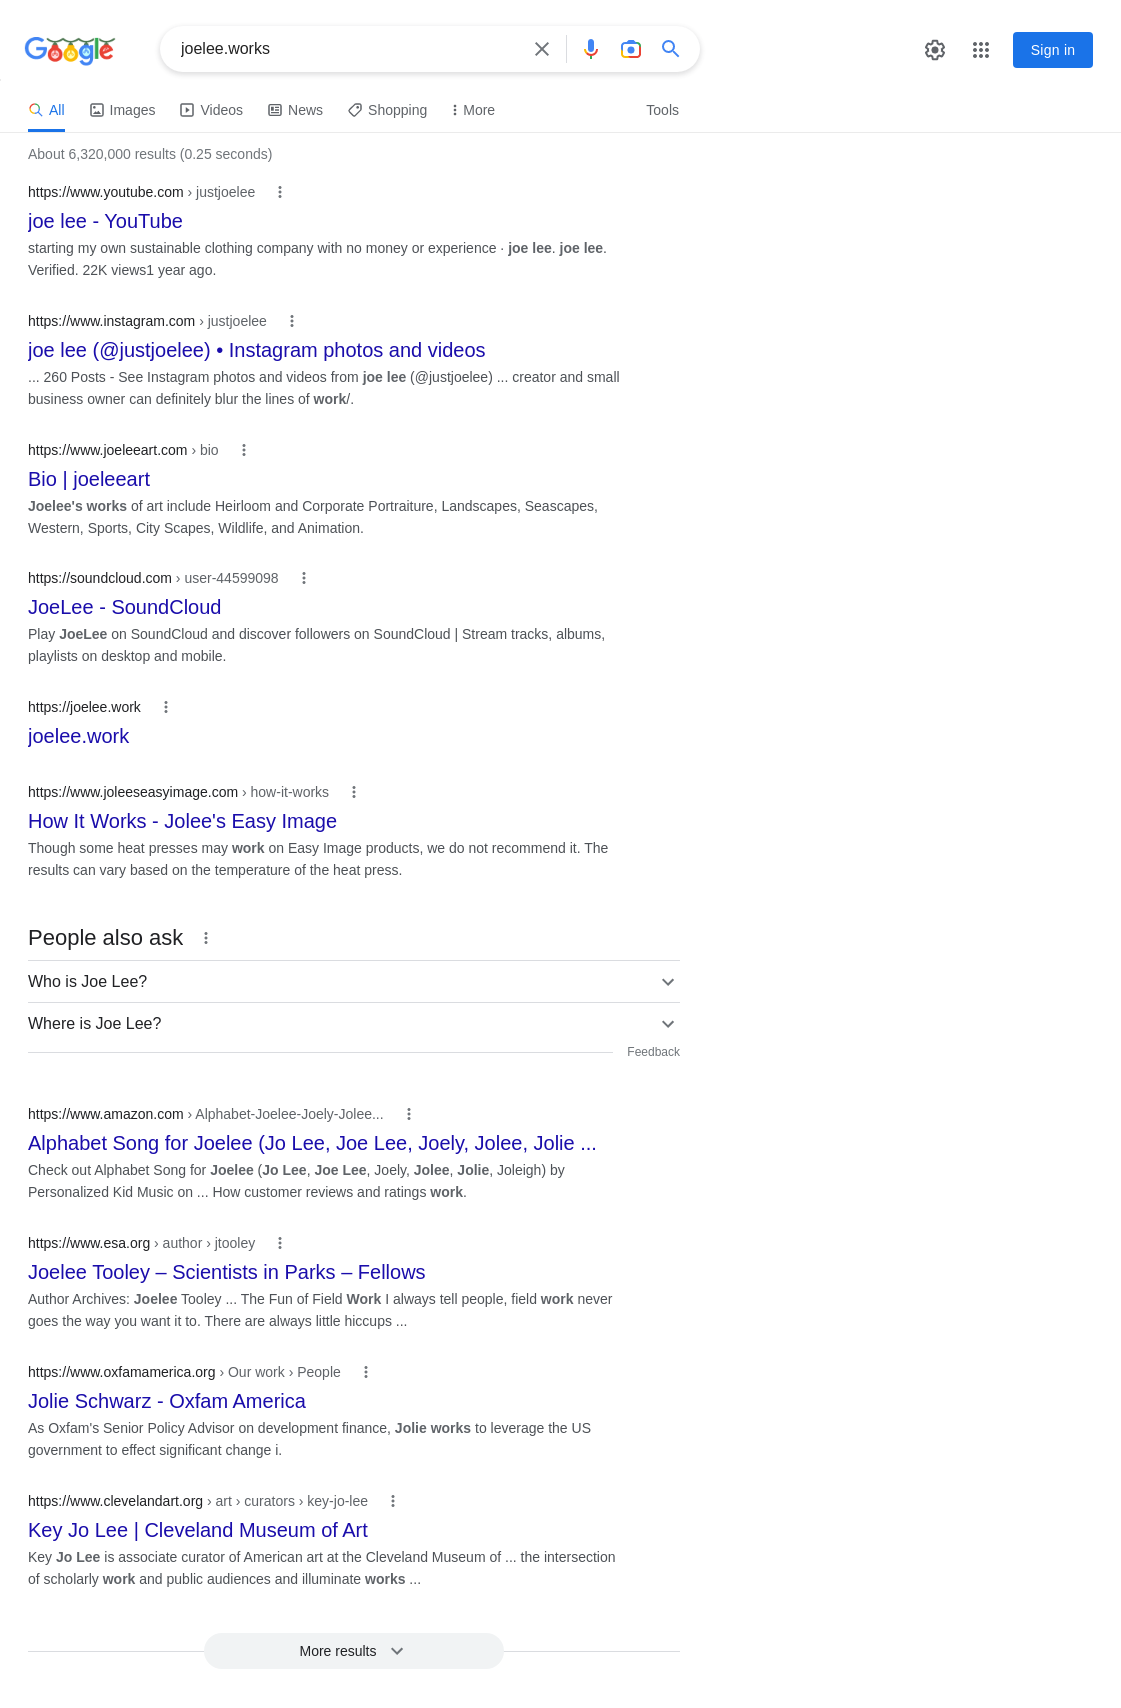 Google
joelee.works
Sign in
All
Images
Videos
News
Shopping
More
Tools
About 6,320,000 results (0.25 seconds)
https://www.youtube.com › justjoelee
joe lee - YouTube
starting my own sustainable clothing company with no money or experience · joe lee. joe lee.
Verified. 22K views1 year ago.
https://www.instagram.com › justjoelee
joe lee (@justjoelee) • Instagram photos and videos
... 260 Posts - See Instagram photos and videos from joe lee (@justjoelee) ... creator and small
business owner can definitely blur the lines of work/.
https://www.joeleeart.com › bio
Bio | joeleeart
Joelee's works of art include Heirloom and Corporate Portraiture, Landscapes, Seascapes,
Western, Sports, City Scapes, Wildlife, and Animation.
https://soundcloud.com › user-44599098
JoeLee - SoundCloud
Play JoeLee on SoundCloud and discover followers on SoundCloud | Stream tracks, albums,
playlists on desktop and mobile.
https://joelee.work
joelee.work
https://www.joleeseasyimage.com › how-it-works
How It Works - Jolee's Easy Image
Though some heat presses may work on Easy Image products, we do not recommend it. The
results can vary based on the temperature of the heat press.
People also ask
Who is Joe Lee?
Where is Joe Lee?
Feedback
https://www.amazon.com › Alphabet-Joelee-Joely-Jolee...
Alphabet Song for Joelee (Jo Lee, Joe Lee, Joely, Jolee, Jolie ...
Check out Alphabet Song for Joelee (Jo Lee, Joe Lee, Joely, Jolee, Jolie, Joleigh) by
Personalized Kid Music on ... How customer reviews and ratings work.
https://www.esa.org › author › jtooley
Joelee Tooley – Scientists in Parks – Fellows
Author Archives: Joelee Tooley ... The Fun of Field Work I always tell people, field work never
goes the way you want it to. There are always little hiccups ...
https://www.oxfamamerica.org › Our work › People
Jolie Schwarz - Oxfam America
As Oxfam's Senior Policy Advisor on development finance, Jolie works to leverage the US
government to effect significant change i.
https://www.clevelandart.org › art › curators › key-jo-lee
Key Jo Lee | Cleveland Museum of Art
Key Jo Lee is associate curator of American art at the Cleveland Museum of ... the intersection
of scholarly work and public audiences and illuminate works ...
More results